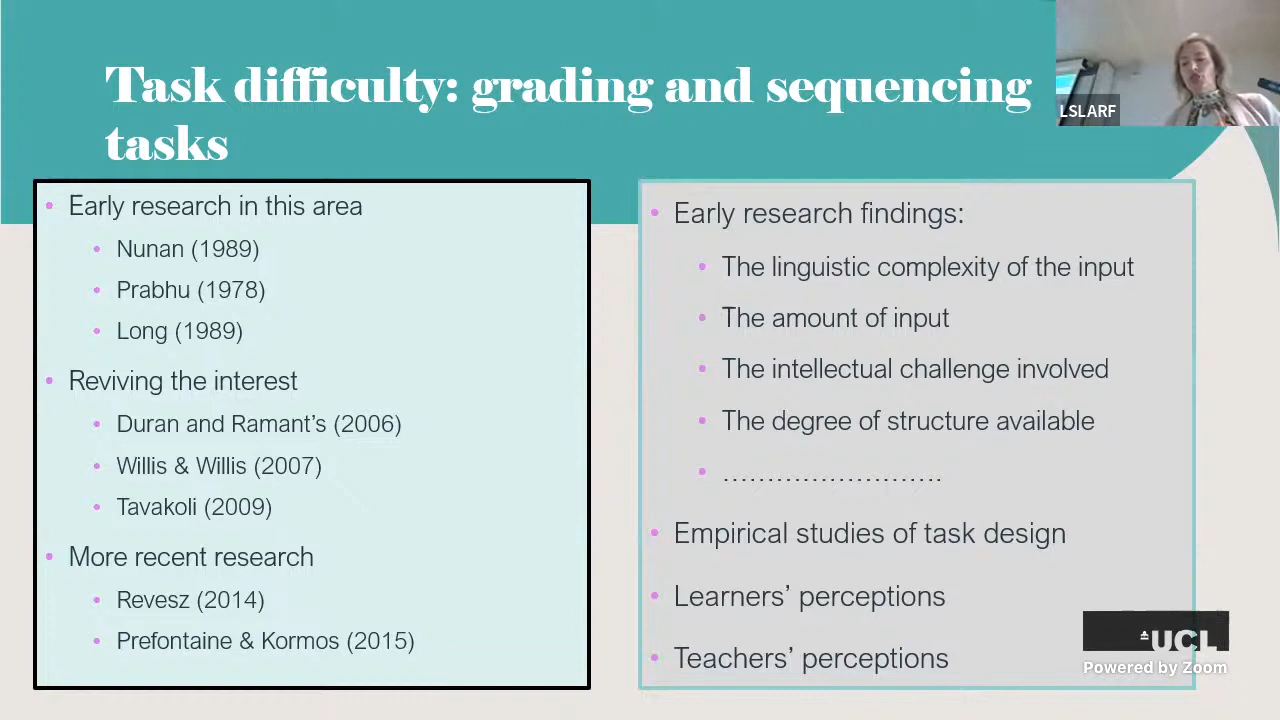 Task difficulty: grading and sequencing
tasks
LSLARF
Early research in this area
Nunan (1989)
Prabhu (1978)
Long (1989)
Reviving the interest
Duran and Ramant’s (2006)
Willis & Willis (2007)
Tavakoli (2009)
More recent research
Revesz (2014)
Prefontaine & Kormos (2015)
Early research findings:
The linguistic complexity of the input
The amount of input
The intellectual challenge involved
The degree of structure available
……………………
Empirical studies of task design
Learners’ perceptions
Teachers’ perceptions
UCL
Powered by Zoom